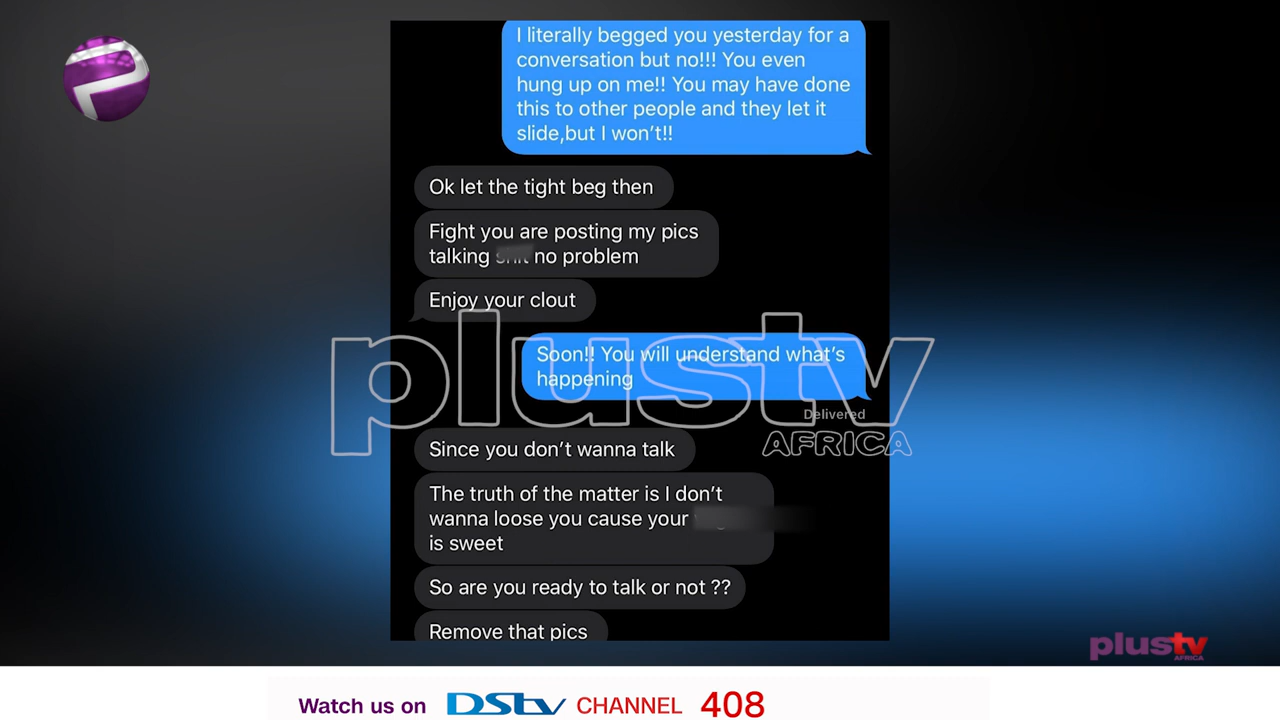 I literally begged you yesterday for a
conversation but no!!! You even
hung up on me!! You may have done
this to other people and they let it
slide,but I won't!!
Ok let the tight beg then
Fight you are posting my pics
talking no problem
Enjoy your clout
Soon!! You will understand what's
happening
Delivered
Since you don't wanna talk
The truth of the matter is I don't
wanna loose you cause your
is sweet
So are you ready to talk or not ??
Remove that pics
plustv
AFRICA
plustv
AFRICA
Watch us on DStv CHANNEL 408